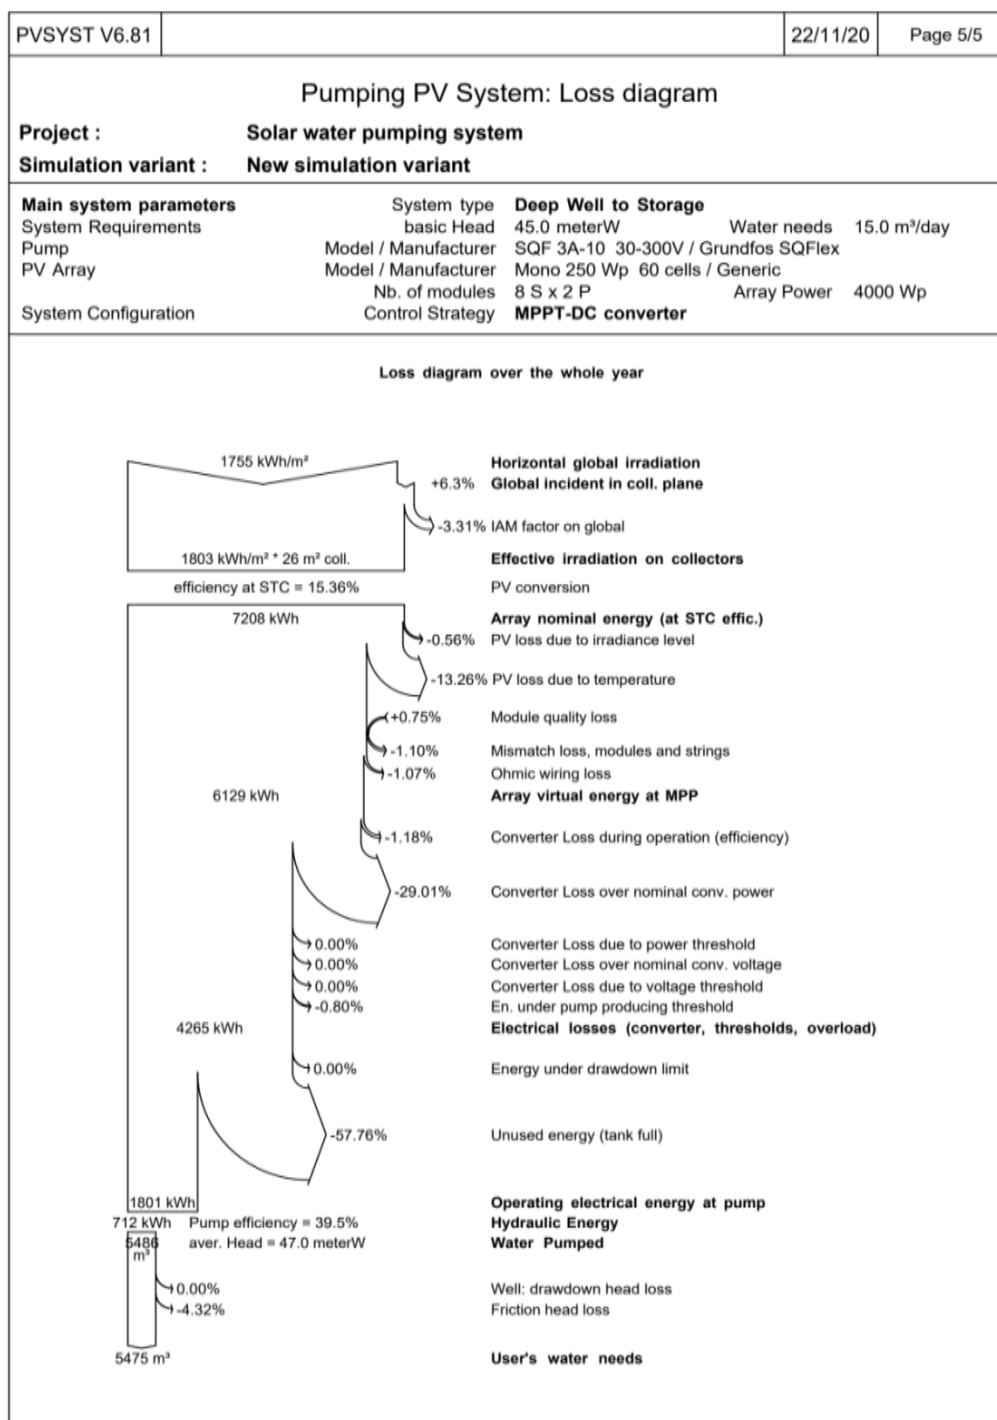 PVSYST V6.81 22/11/20 Page 5/5
Pumping PV System: Loss diagram
Project : Solar water pumping system
Simulation variant : New simulation variant
Main system parameters System type Deep Well to Storage
System Requirements basic Head 45.0 meterW Water needs 15.0 m³/day
Pump Model / Manufacturer SQF 3A-10 30-300V / Grundfos SQFlex
PV Array Model / Manufacturer Mono 250 Wp 60 cells / Generic
Nb. of modules 8 S x 2 P Array Power 4000 Wp
System Configuration Control Strategy MPPT-DC converter
Loss diagram over the whole year
1755 kWh/m² Horizontal global irradiation
+6.3% Global incident in coll. plane
-3.31% IAM factor on global
1803 kWh/m² * 26 m² coll. Effective irradiation on collectors
efficiency at STC = 15.36% PV conversion
7208 kWh Array nominal energy (at STC effic.)
-0.56% PV loss due to irradiance level
-13.26% PV loss due to temperature
+0.75% Module quality loss
-1.10% Mismatch loss, modules and strings
-1.07% Ohmic wiring loss
6129 kWh Array virtual energy at MPP
-1.18% Converter Loss during operation (efficiency)
-29.01% Converter Loss over nominal conv. power
0.00% Converter Loss due to power threshold
0.00% Converter Loss over nominal conv. voltage
0.00% Converter Loss due to voltage threshold
-0.80% En. under pump producing threshold
4265 kWh Electrical losses (converter, thresholds, overload)
0.00% Energy under drawdown limit
-57.76% Unused energy (tank full)
1801 kWh Operating electrical energy at pump
712 kWh Pump efficiency = 39.5% Hydraulic Energy
5486 aver. Head = 47.0 meterW Water Pumped
m³
0.00% Well: drawdown head loss
-4.32% Friction head loss
5475 m³ User's water needs